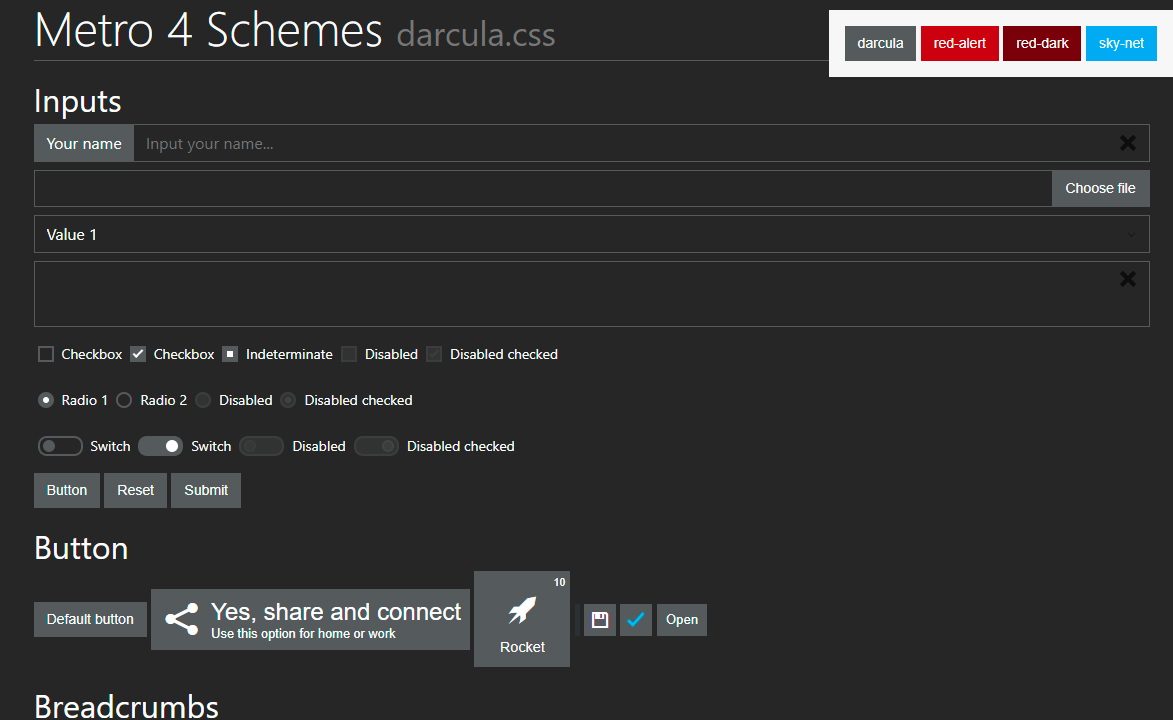 Metro 4 Schemes darcula.css
darcula red-alert red-dark sky-net
Inputs
Your name Input your name...
Choose file
Value 1
Checkbox Checkbox Indeterminate Disabled Disabled checked
Radio 1 Radio 2 Disabled Disabled checked
Switch Switch Disabled Disabled checked
Button Reset Submit
Button
Default button
Yes, share and connect
Use this option for home or work
10
Rocket
Open
Breadcrumbs